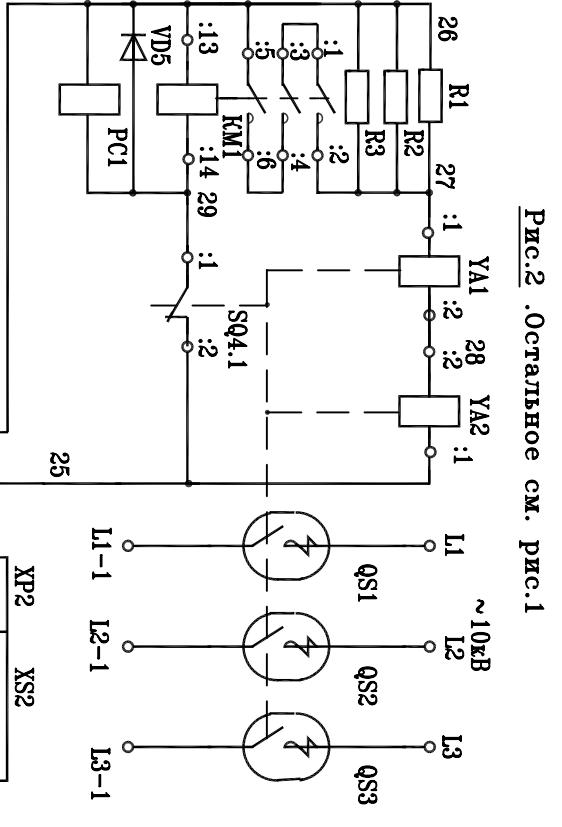 Рис.2 .Остальное см. рис.1
YA1
YA2
~10кВ
28
R1
:1
:2
:2
:1
L1
L2
L3
26
27
R2
R3
QS1
QS2
QS3
:1
:2
:3
:4
:5
:6
KM1
SQ4.1
:13
:14
29
:1
:2
VD5
PC1
L1-1
L2-1
L3-1
25
XP2
XS2